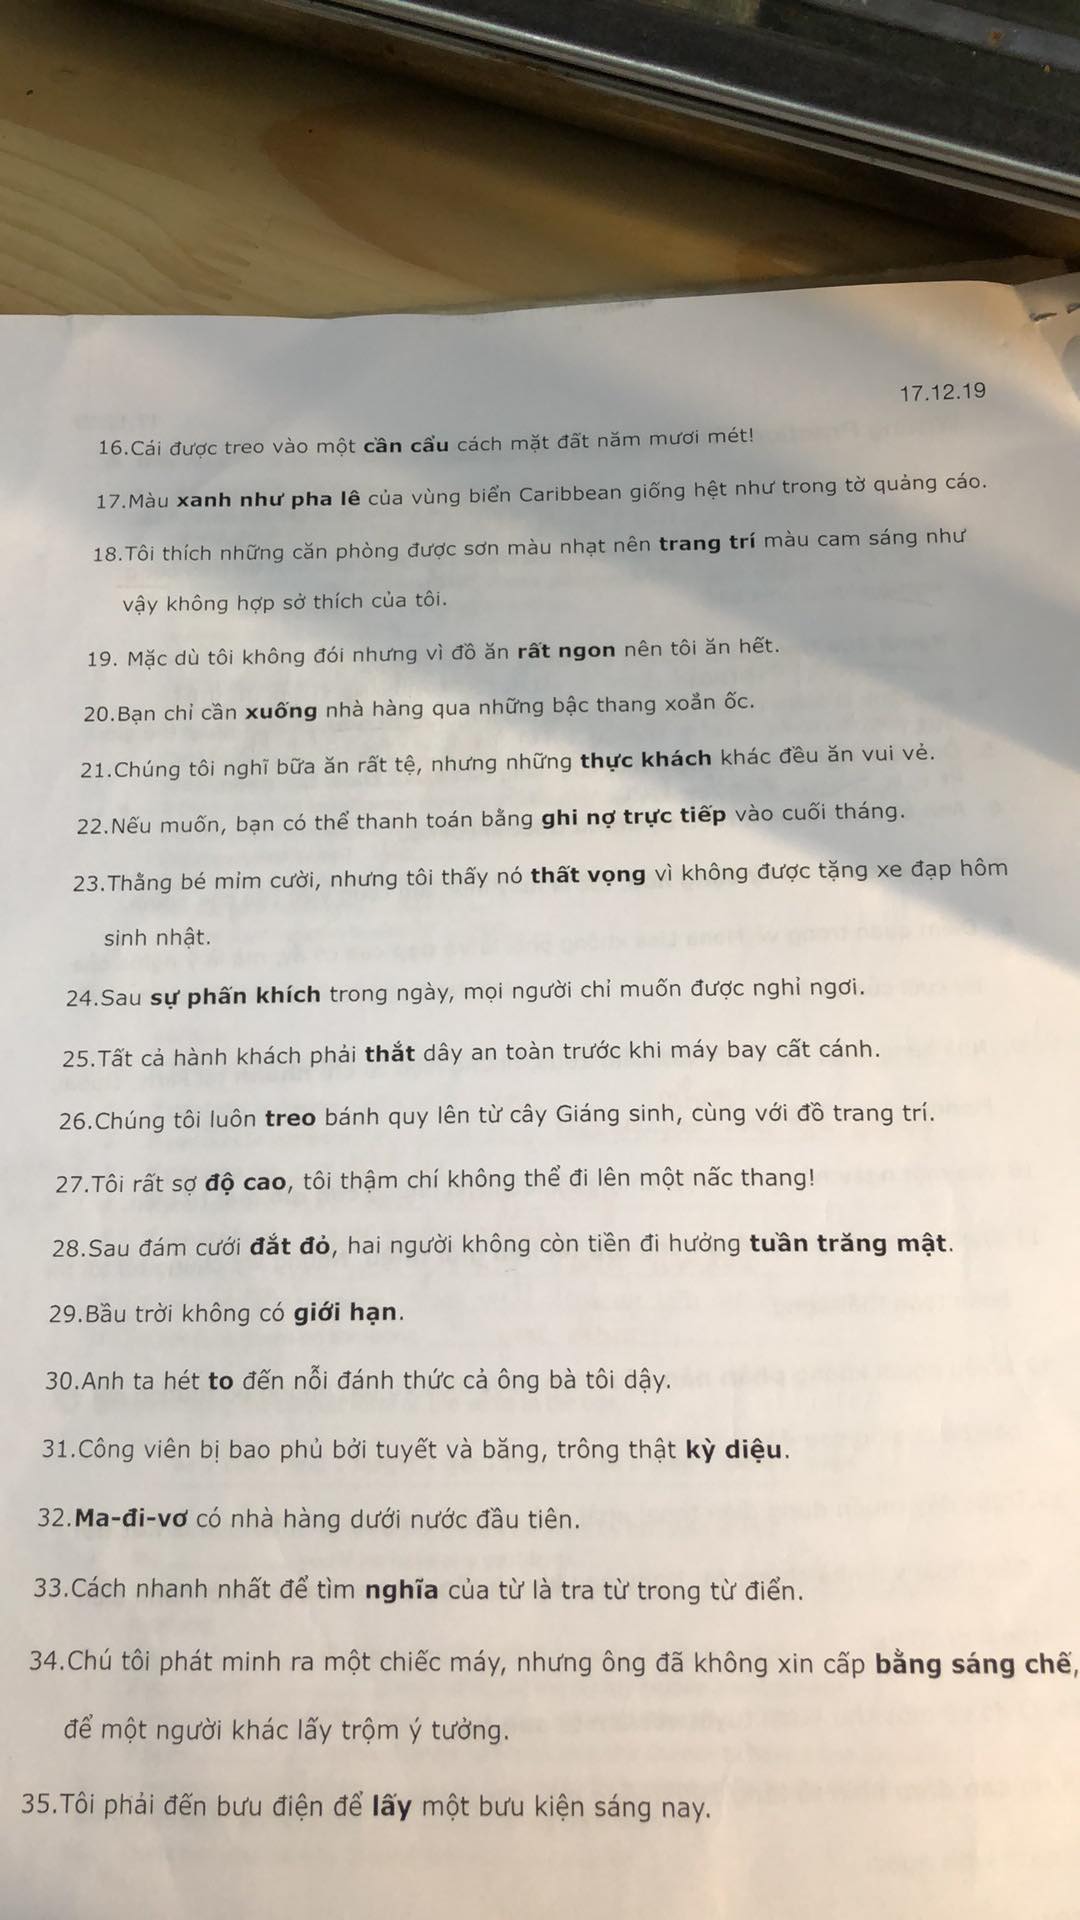 17.12.19
16.Cái được treo vào một cần cẩu cách mặt đất năm mươi mét!
17.Màu xanh như pha lê của vùng biển Caribbean giống hệt như trong tờ quảng cáo.
18.Tôi thích những căn phòng được sơn màu nhạt nên trang trí màu cam sáng như
vậy không hợp sở thích của tôi.
19. Mặc dù tôi không đói nhưng vì đồ ăn rất ngon nên tôi ăn hết.
20.Bạn chỉ cần xuống nhà hàng qua những bậc thang xoắn ốc.
21.Chúng tôi nghĩ bữa ăn rất tệ, nhưng những thực khách khác đều ăn vui vẻ.
22.Nếu muốn, bạn có thể thanh toán bằng ghi nợ trực tiếp vào cuối tháng.
23.Thằng bé mỉm cười, nhưng tôi thấy nó thất vọng vì không được tặng xe đạp hôm
sinh nhật.
24.Sau sự phấn khích trong ngày, mọi người chỉ muốn được nghỉ ngơi.
25.Tất cả hành khách phải thắt dây an toàn trước khi máy bay cất cánh.
26.Chúng tôi luôn treo bánh quy lên từ cây Giáng sinh, cùng với đồ trang trí.
27.Tôi rất sợ độ cao, tôi thậm chí không thể đi lên một nấc thang!
28.Sau đám cưới đắt đỏ, hai người không còn tiền đi hưởng tuần trăng mật.
29.Bầu trời không có giới hạn.
30.Anh ta hét to đến nỗi đánh thức cả ông bà tôi dậy.
31.Công viên bị bao phủ bởi tuyết và băng, trông thật kỳ diệu.
32.Ma-đi-vơ có nhà hàng dưới nước đầu tiên.
33.Cách nhanh nhất để tìm nghĩa của từ là tra từ trong từ điển.
34.Chú tôi phát minh ra một chiếc máy, nhưng ông đã không xin cấp bằng sáng chế,
để một người khác lấy trộm ý tưởng.
35.Tôi phải đến bưu điện để lấy một bưu kiện sáng nay.